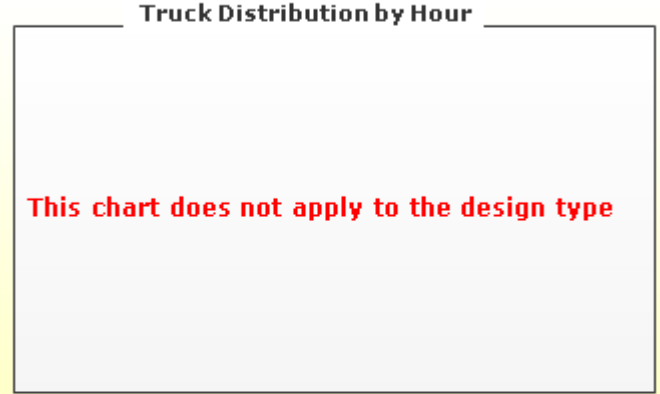 Truck Distribution by Hour
This chart does not apply to the design type